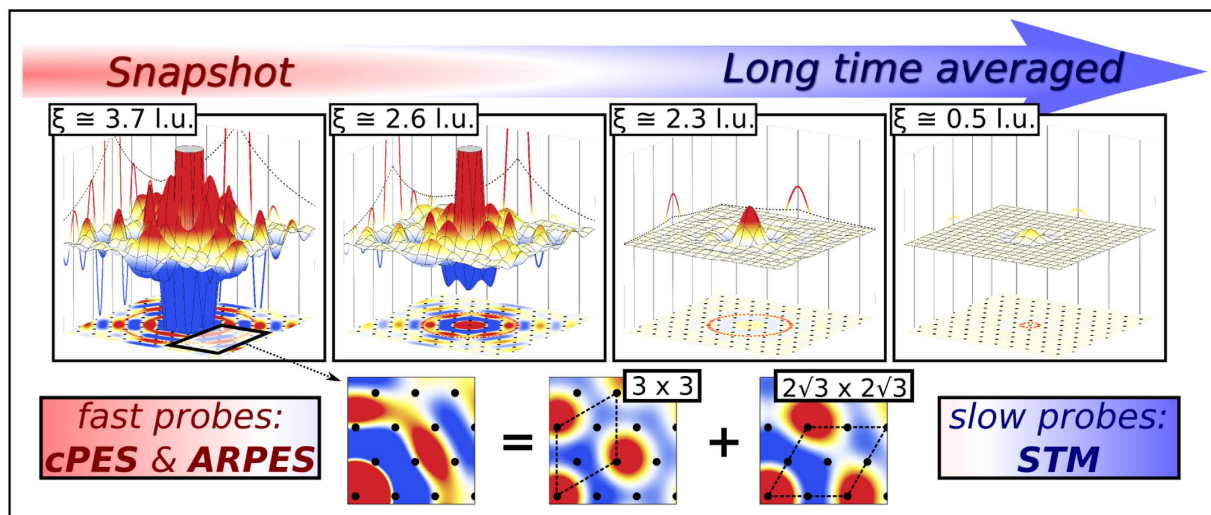 Snapshot
Long time averaged
ξ ≅ 3.7 l.u.
ξ ≅ 2.6 l.u.
ξ ≅ 2.3 l.u.
ξ ≅ 0.5 l.u.
fast probes:
cPES & ARPES
=
3 x 3
+
2√3 x 2√3
slow probes:
STM